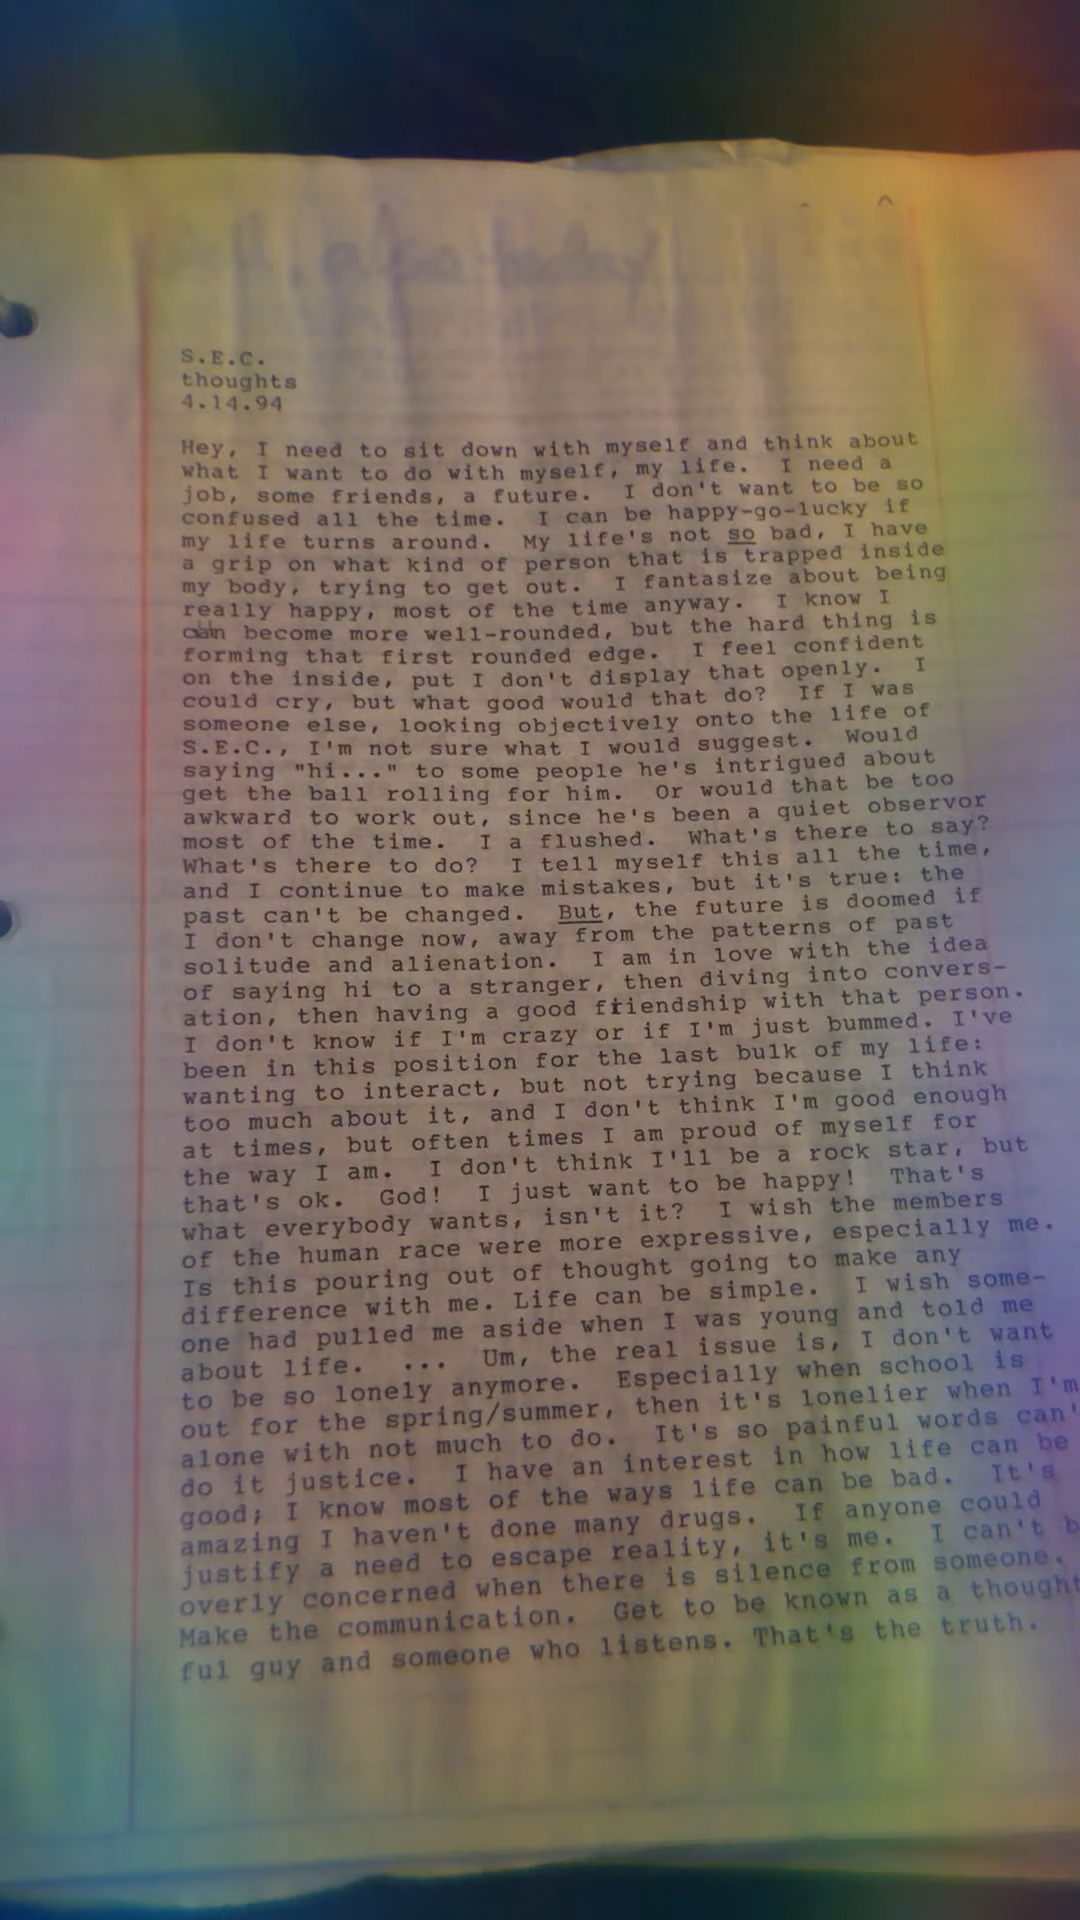 S.E.C.
thoughts
4.14.94
Hey, I need to sit down with myself and think about
what I want to do with myself, my life.  I need a
job, some friends, a future.  I don't want to be so
confused all the time.  I can be happy-go-lucky if
my life turns around.  My life's not so bad, I have
a grip on what kind of person that is trapped inside
my body, trying to get out.  I fantasize about being
really happy, most of the time anyway.  I know I
become more well-rounded, but the hard thing is
forming that first rounded edge.  I feel confident
on the inside, put I don't display that openly.  I
could cry, but what good would that do?  If I was
someone else, looking objectively onto the life of
S.E.C., I'm not sure what I would suggest.  Would
saying "hi..." to some people he's intrigued about
get the ball rolling for him.  Or would that be too
awkward to work out, since he's been a quiet observor
most of the time.  I a flushed.  What's there to say?
What's there to do?  I tell myself this all the time,
and I continue to make mistakes, but it's true: the
past can't be changed.  But, the future is doomed if
I don't change now, away from the patterns of past
solitude and alienation.  I am in love with the idea
of saying hi to a stranger, then diving into convers-
ation, then having a good friendship with that person.
I don't know if I'm crazy or if I'm just bummed. I've
been in this position for the last bulk of my life:
wanting to interact, but not trying because I think
too much about it, and I don't think I'm good enough
at times, but often times I am proud of myself for
the way I am.  I don't think I'll be a rock star, but
that's ok.  God!  I just want to be happy!  That's
what everybody wants, isn't it?  I wish the members
of the human race were more expressive, especially me.
Is this pouring out of thought going to make any
difference with me. Life can be simple.  I wish some-
one had pulled me aside when I was young and told me
about life.  ...  Um, the real issue is, I don't want
to be so lonely anymore.  Especially when school is
out for the spring/summer, then it's lonelier when I'm
alone with not much to do.  It's so painful words can'
do it justice.  I have an interest in how life can be
good; I know most of the ways life can be bad.  It's
amazing I haven't done many drugs.  If anyone could
justify a need to escape reality, it's me.  I can't b
overly concerned when there is silence from someone.
Make the communication.  Get to be known as a thought
ful guy and someone who listens. That's the truth.